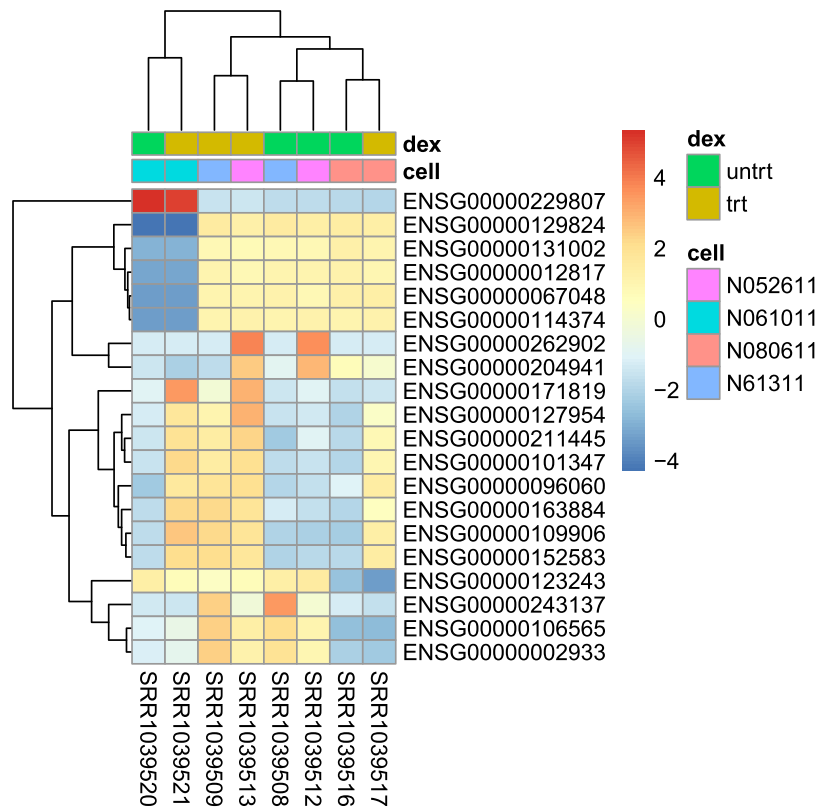 dex
cell
ENSG00000229807
ENSG00000129824
ENSG00000131002
ENSG00000012817
ENSG00000067048
ENSG00000114374
ENSG00000262902
ENSG00000204941
ENSG00000171819
ENSG00000127954
ENSG00000211445
ENSG00000101347
ENSG00000096060
ENSG00000163884
ENSG00000109906
ENSG00000152583
ENSG00000123243
ENSG00000243137
ENSG00000106565
ENSG00000002933
SRR1039520
SRR1039521
SRR1039509
SRR1039513
SRR1039508
SRR1039512
SRR1039516
SRR1039517
4
2
0
−2
−4
dex
untrt
trt
cell
N052611
N061011
N080611
N61311